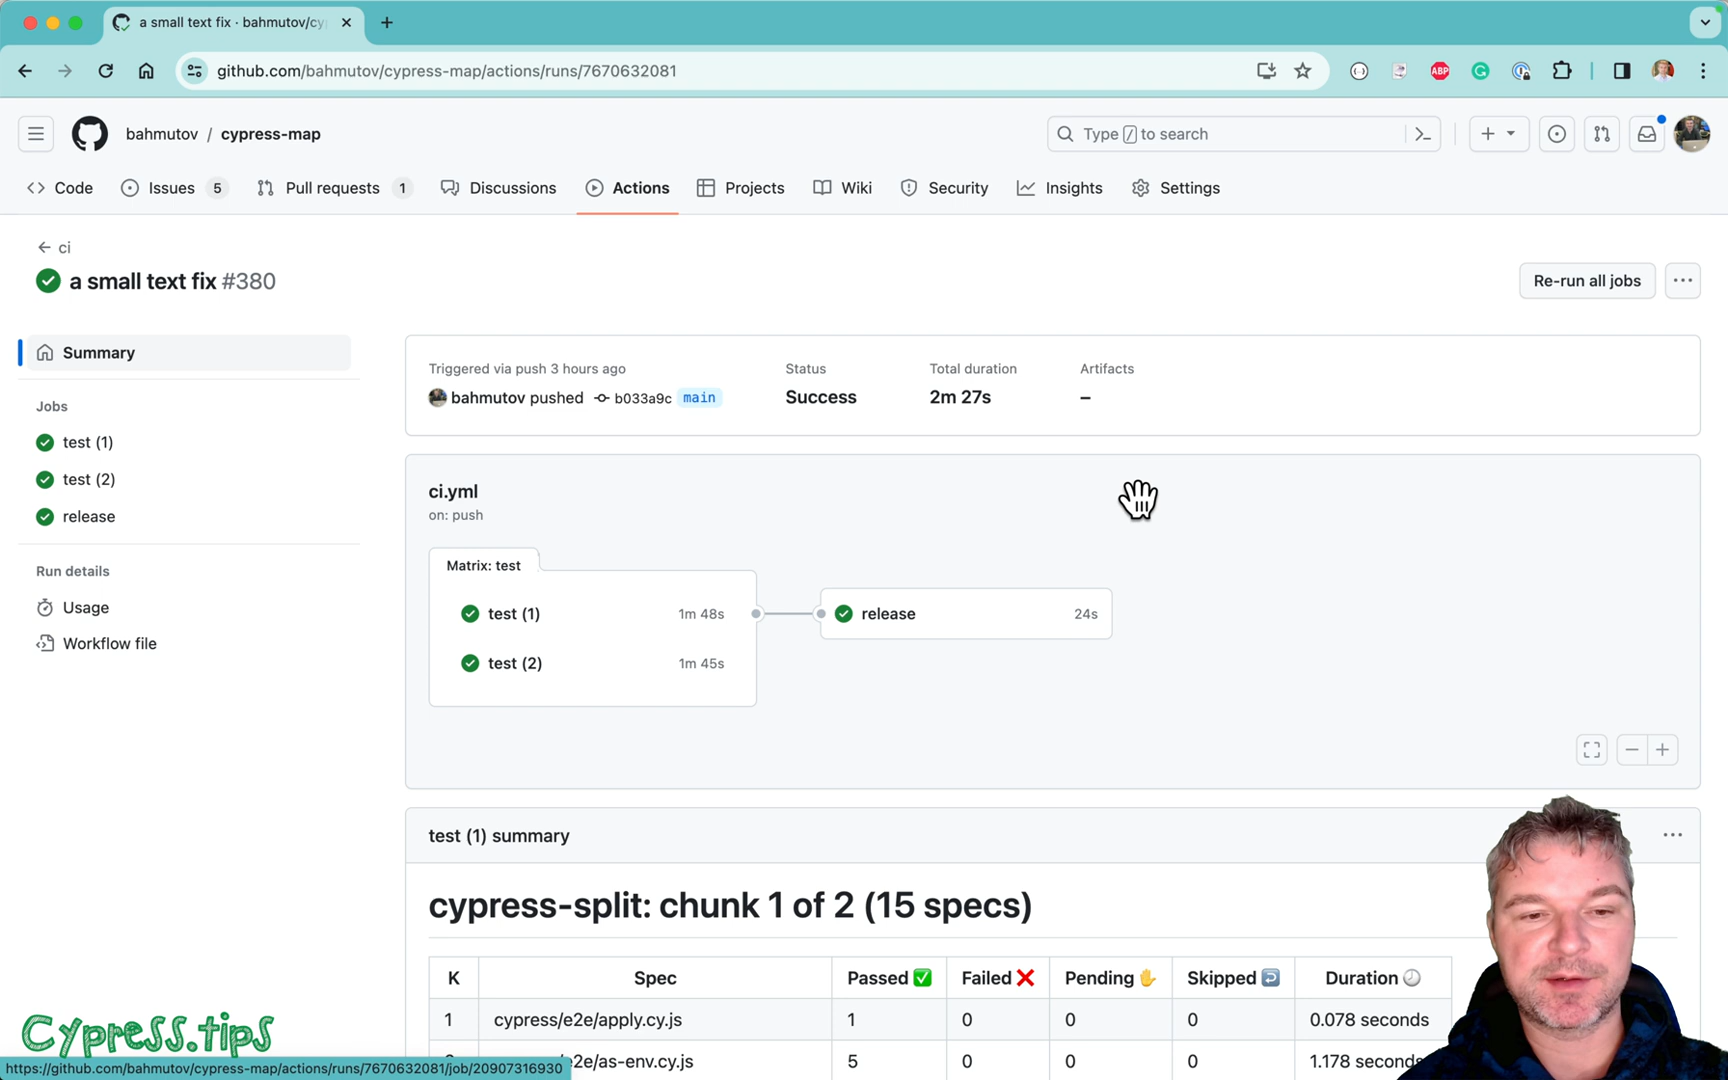 a small text fix · bahmutov/cy
github.com/bahmutov/cypress-map/actions/runs/7670632081
ABP
bahmutov / cypress-map
Type / to search
Code
Issues 5
Pull requests 1
Discussions
Actions
Projects
Wiki
Security
Insights
Settings
ci
a small text fix #380
Re-run all jobs
Summary
Jobs
test (1)
test (2)
release
Run details
Usage
Workflow file
Triggered via push 3 hours ago
bahmutov pushed b033a9c main
Status
Success
Total duration
2m 27s
Artifacts
–
ci.yml
on: push
Matrix: test
test (1) 1m 48s
test (2) 1m 45s
release 24s
test (1) summary
cypress-split: chunk 1 of 2 (15 specs)
K Spec Passed ✅ Failed ❌ Pending ✋ Skipped ↩️ Duration 🕗
1 cypress/e2e/apply.cy.js 1 0 0 0 0.078 seconds
e2e/as-env.cy.js 5 0 0 0 1.178 seconds
Cypress.tips
https://github.com/bahmutov/cypress-map/actions/runs/7670632081/job/20907316930